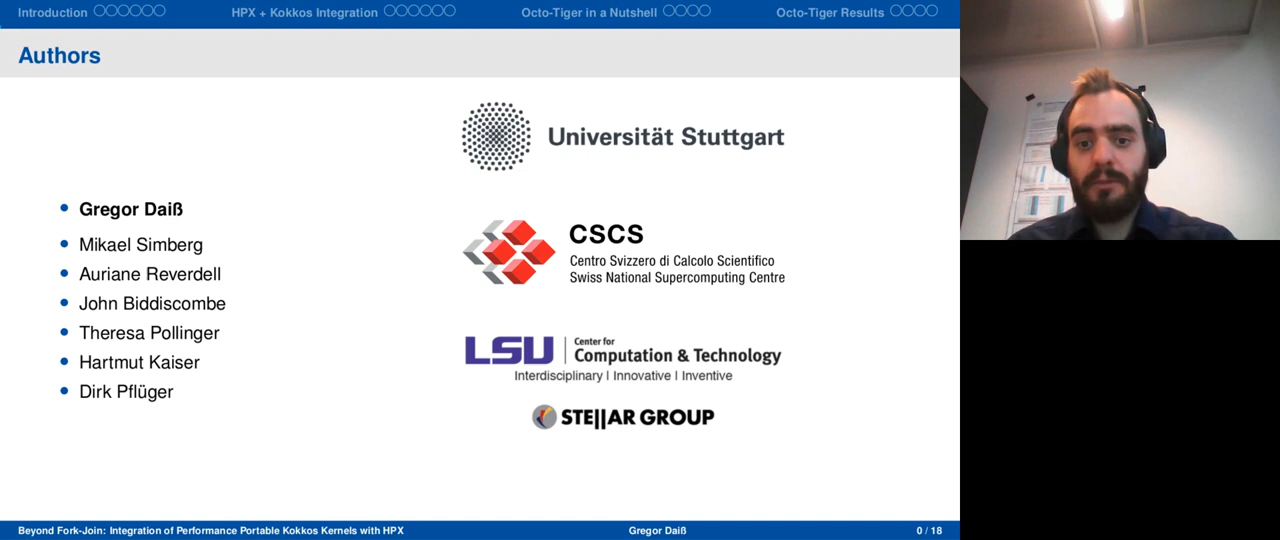 Introduction
HPX + Kokkos Integration
Octo-Tiger in a Nutshell
Octo-Tiger Results
Authors
Gregor Daiß
Mikael Simberg
Auriane Reverdell
John Biddiscombe
Theresa Pollinger
Hartmut Kaiser
Dirk Pflüger
Universität Stuttgart
CSCS
Centro Svizzero di Calcolo Scientifico
Swiss National Supercomputing Centre
LSU
Center for
Computation & Technology
Interdisciplinary | Innovative | Inventive
STE||AR GROUP
Beyond Fork-Join: Integration of Performance Portable Kokkos Kernels with HPX
Gregor Daiß
0 / 18